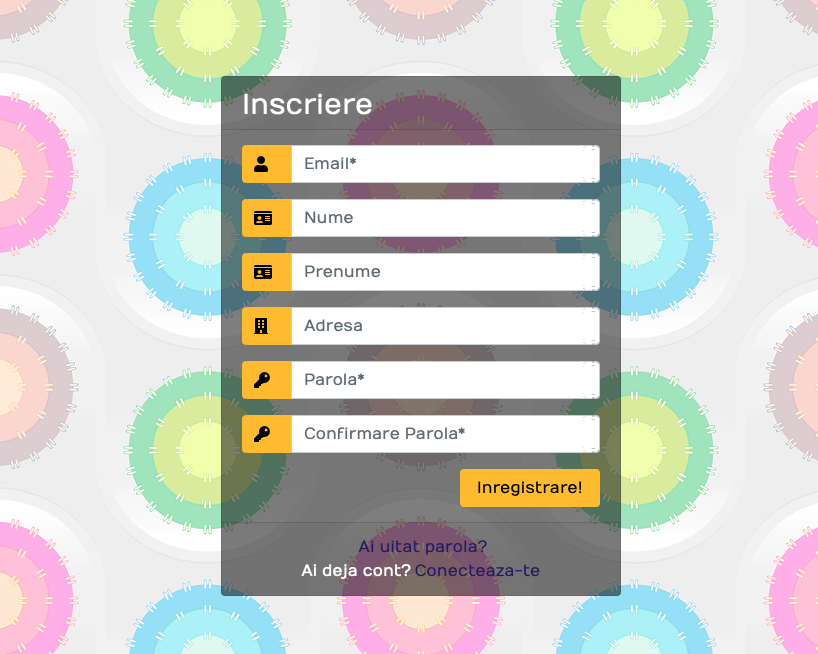 Inscriere
Email*
Nume
Prenume
Adresa
Parola*
Confirmare Parola*
Inregistrare!
Ai uitat parola?
Ai deja cont? Conecteaza-te